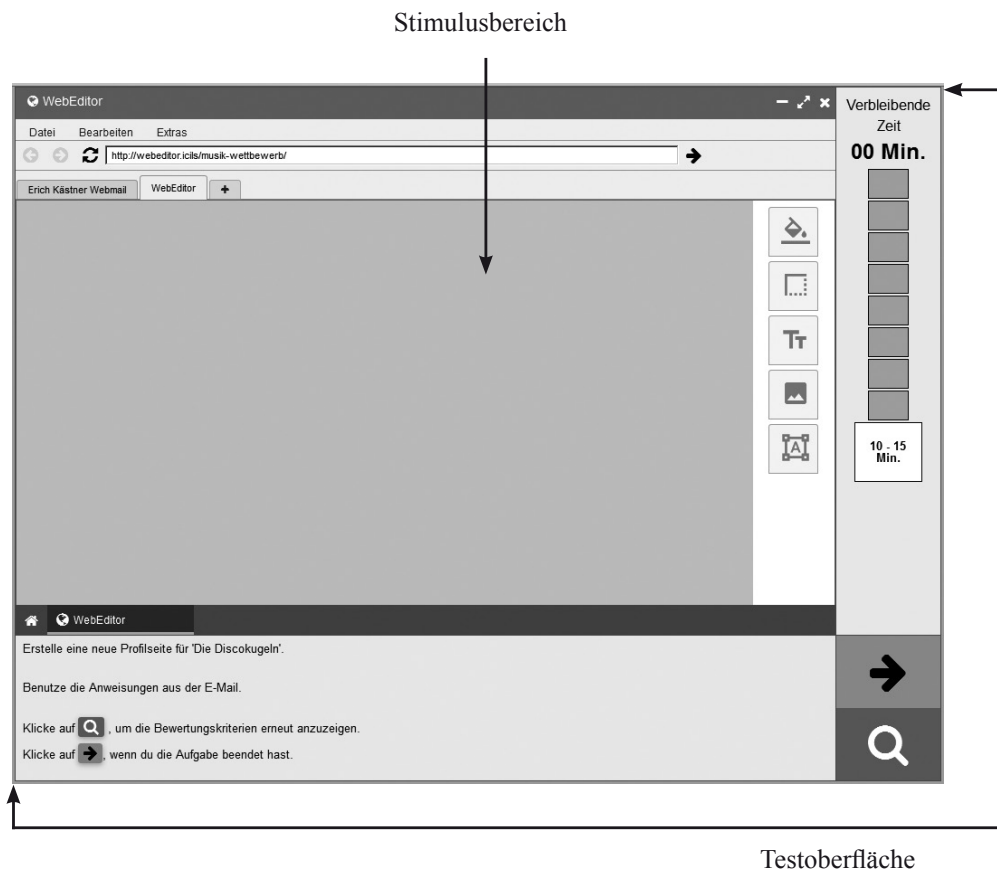 Stimulusbereich
WebEditor
Verbleibende
Zeit
00 Min.
Datei Bearbeiten Extras
http://webeditor.icils/musik-wettbewerb/
Erich Kästner Webmail WebEditor
TT
A
10 - 15
Min.
WebEditor
Erstelle eine neue Profilseite für 'Die Discokugeln'.
Benutze die Anweisungen aus der E-Mail.
Klicke auf , um die Bewertungskriterien erneut anzuzeigen.
Klicke auf , wenn du die Aufgabe beendet hast.
Testoberfläche